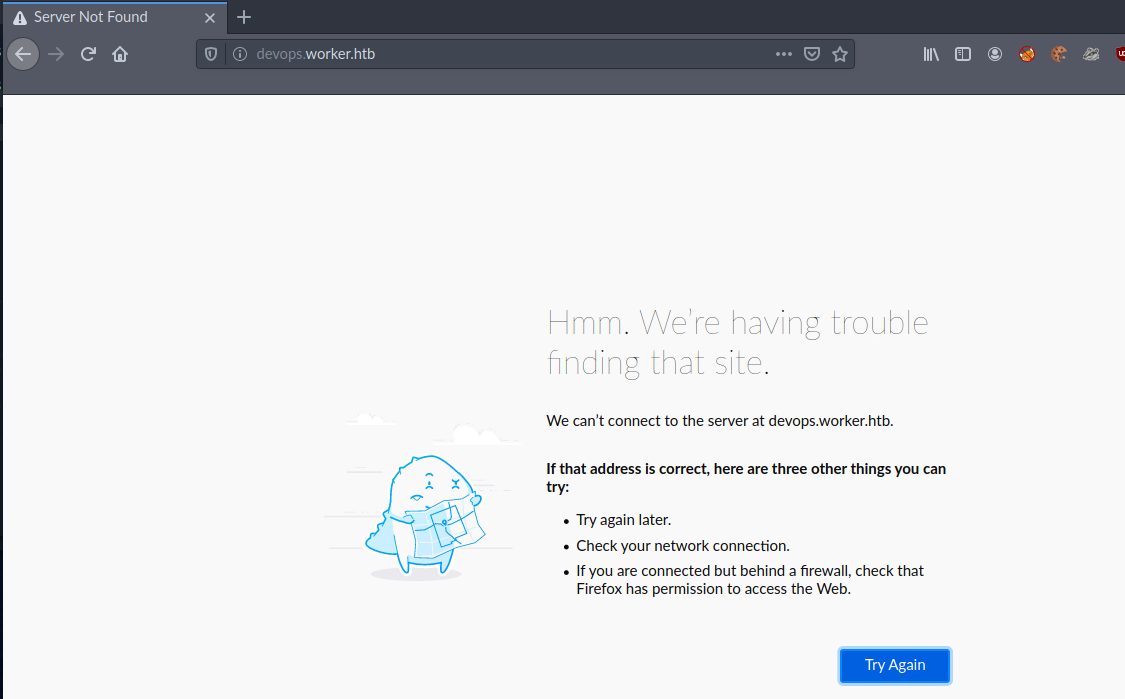 Server Not Found
devops.worker.htb
Hmm. We’re having trouble
finding that site.
We can’t connect to the server at devops.worker.htb.
If that address is correct, here are three other things you can
try:
Try again later.
Check your network connection.
If you are connected but behind a firewall, check that
Firefox has permission to access the Web.
Try Again